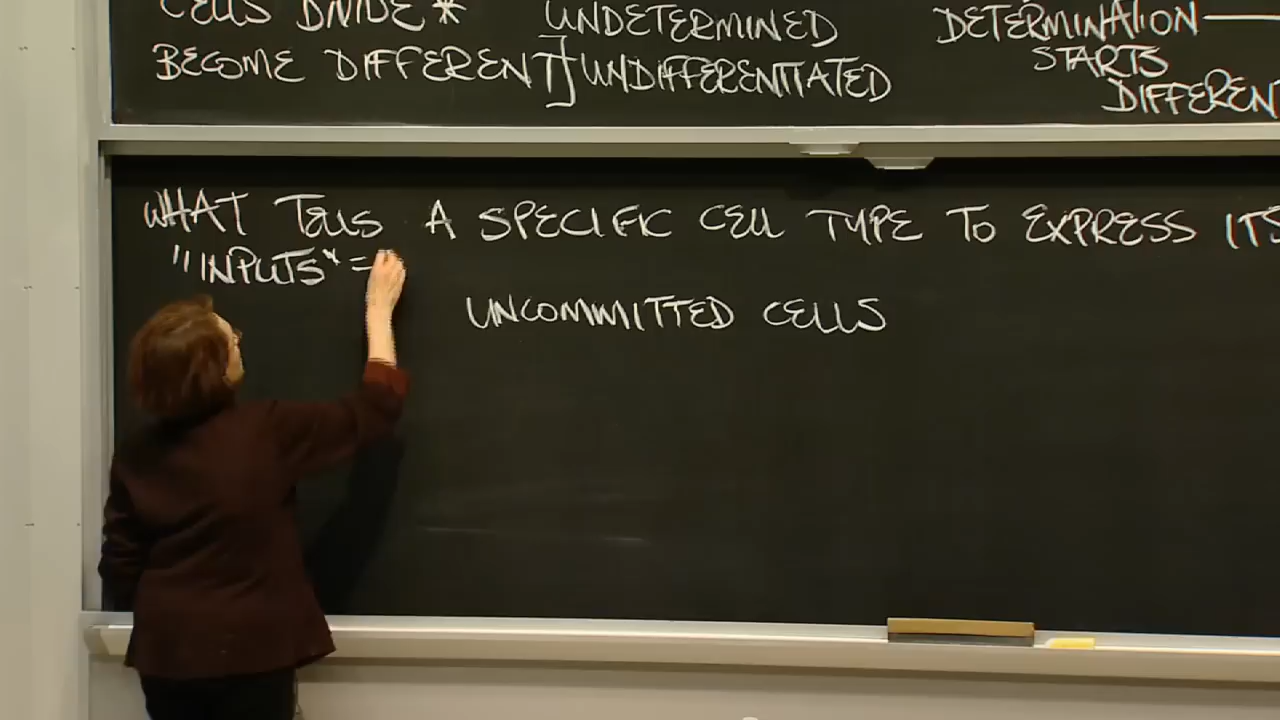 CELLS DIVIDE *
BECOME DIFFERENT]
UNDETERMINED
UNDIFFERENTIATED
DETERMINATION
STARTS
DIFFEREN
WHAT TELLS A SPECIFIC CELL TYPE TO EXPRESS ITS
"INPUTS" =
UNCOMMITTED CELLS